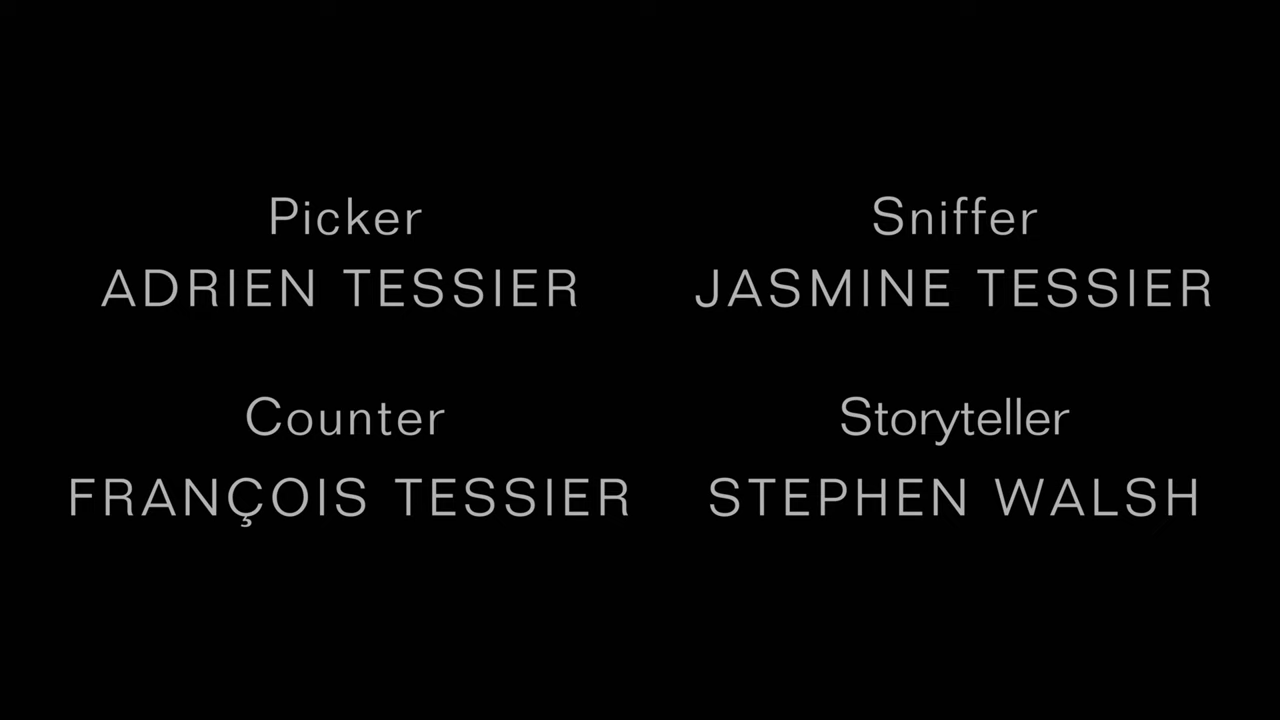 Picker
ADRIEN TESSIER
Sniffer
JASMINE TESSIER
Counter
FRANÇOIS TESSIER
Storyteller
STEPHEN WALSH